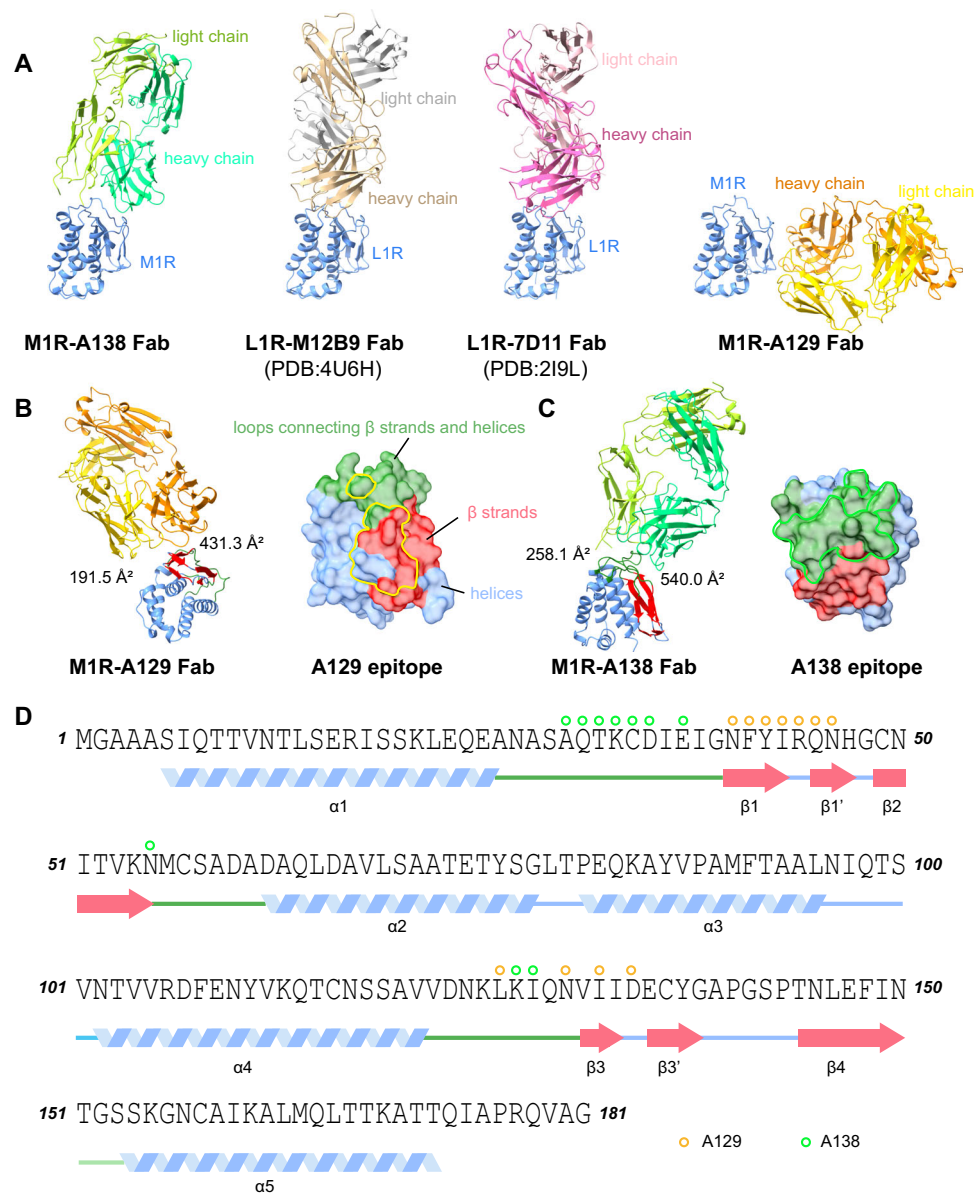 A
light chain
heavy chain
M1R
M1R-A138 Fab
light chain
heavy chain
L1R
L1R-M12B9 Fab
(PDB:4U6H)
light chain
heavy chain
L1R
L1R-7D11 Fab
(PDB:2I9L)
M1R
heavy chain
light chain
M1R-A129 Fab
B
431.3 Å²
191.5 Å²
M1R-A129 Fab
loops connecting β strands and helices
β strands
helices
A129 epitope
C
258.1 Å²
540.0 Å²
M1R-A138 Fab
A138 epitope
D
1 MGAAASIQTTVNTLSERISSKLEQEANASAQTKCDIEIGNFYIRQNHGCN 50
α1 β1 β1' β2
51 ITVKNMCSADADAQLDAVLSAATETYSGLTPEQKAYVPAMFTAALNIQTS 100
α2 α3
101 VNTVVRDFENYVKQTCNSSAVVDNKLKIQNVIIDECYGAPGSPTNLEFIN 150
α4 β3 β3' β4
151 TGSSKGNCAIKALMQLTTKATTQIAPRQVAG 181
A129 A138
α5